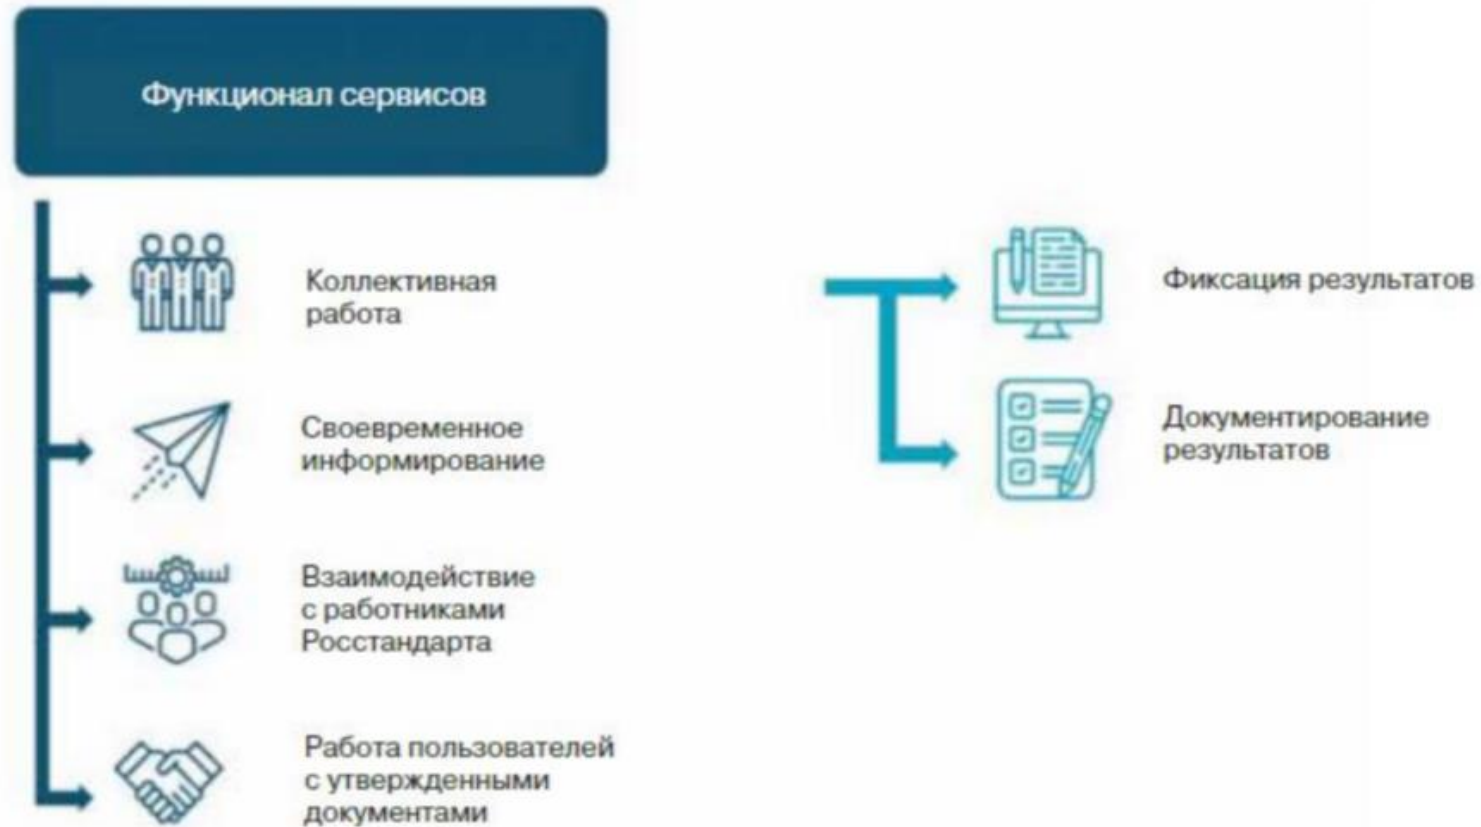 Функционал сервисов
Коллективная
работа
Своевременное
информирование
Взаимодействие
с работниками
Росстандарта
Работа пользователей
с утвержденными
документами
Фиксация результатов
Документирование
результатов